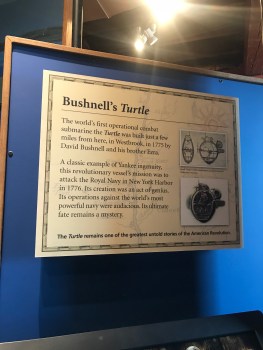 Bushnell's Turtle
The world's first operational combat
submarine the Turtle was built just a few
miles from here, in Westbrook, in 1775 by
David Bushnell and his brother Ezra.
A classic example of Yankee ingenuity,
this revolutionary vessel's mission was to
attack the Royal Navy in New York Harbor
in 1776. Its creation was an act of genius.
Its operations against the world's most
powerful navy were audacious. Its ultimate
fate remains a mystery.
The Turtle remains one of the greatest untold stories of the American Revolution.